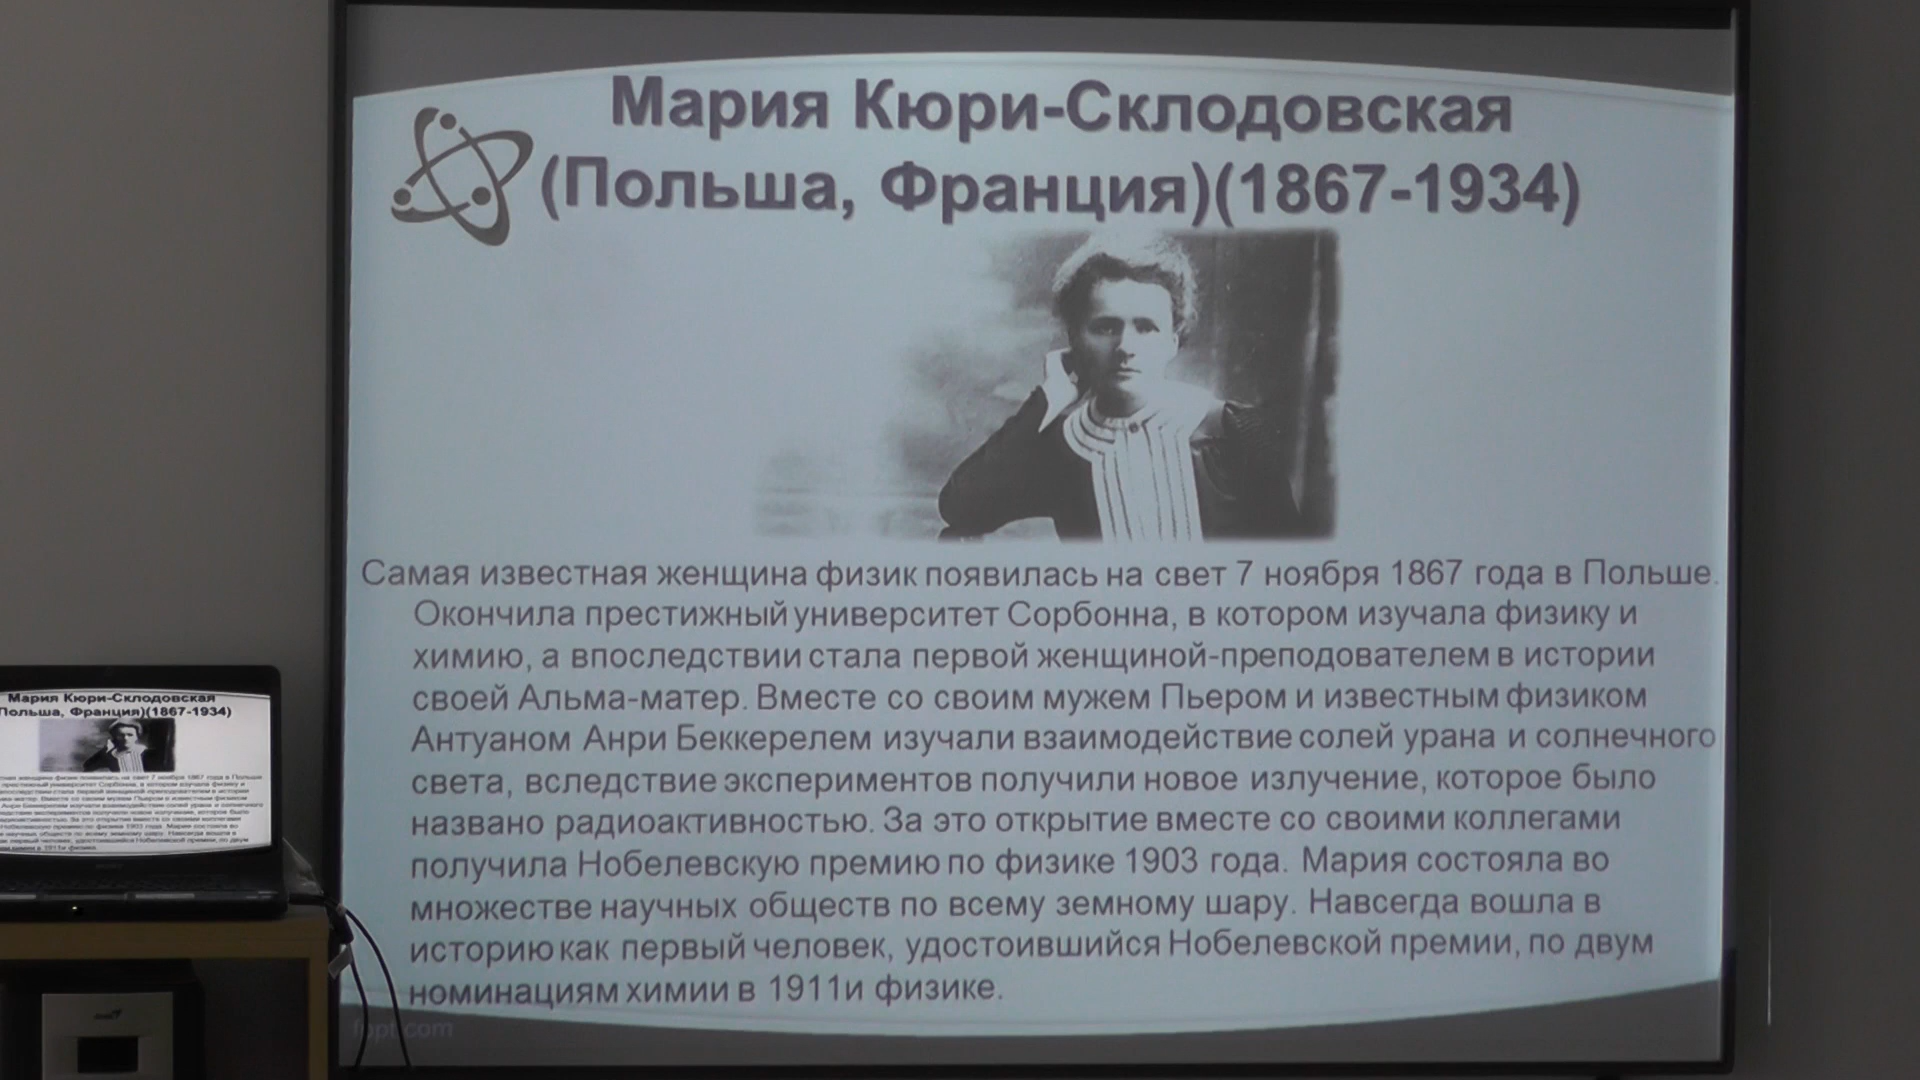 Мария Кюри-Склодовская
(Польша, Франция)(1867-1934)
Самая известная женщина физик появилась на свет 7 ноября 1867 года в Польше.
Окончила престижный университет Сорбонна, в котором изучала физику и
химию, а впоследствии стала первой женщиной-преподователем в истории
своей Альма-матер. Вместе со своим мужем Пьером и известным физиком
Антуаном Анри Беккерелем изучали взаимодействие солей урана и солнечного
света, вследствие экспериментов получили новое излучение, которое было
названо радиоактивностью. За это открытие вместе со своими коллегами
получила Нобелевскую премию по физике 1903 года. Мария состояла во
множестве научных обществ по всему земному шару. Навсегда вошла в
историю как первый человек, удостоившийся Нобелевской премии, по двум
номинациям химии в 1911и физике.
fppt.com
Мария Кюри-Склодовская
Польша, Франция)(1867-1934)